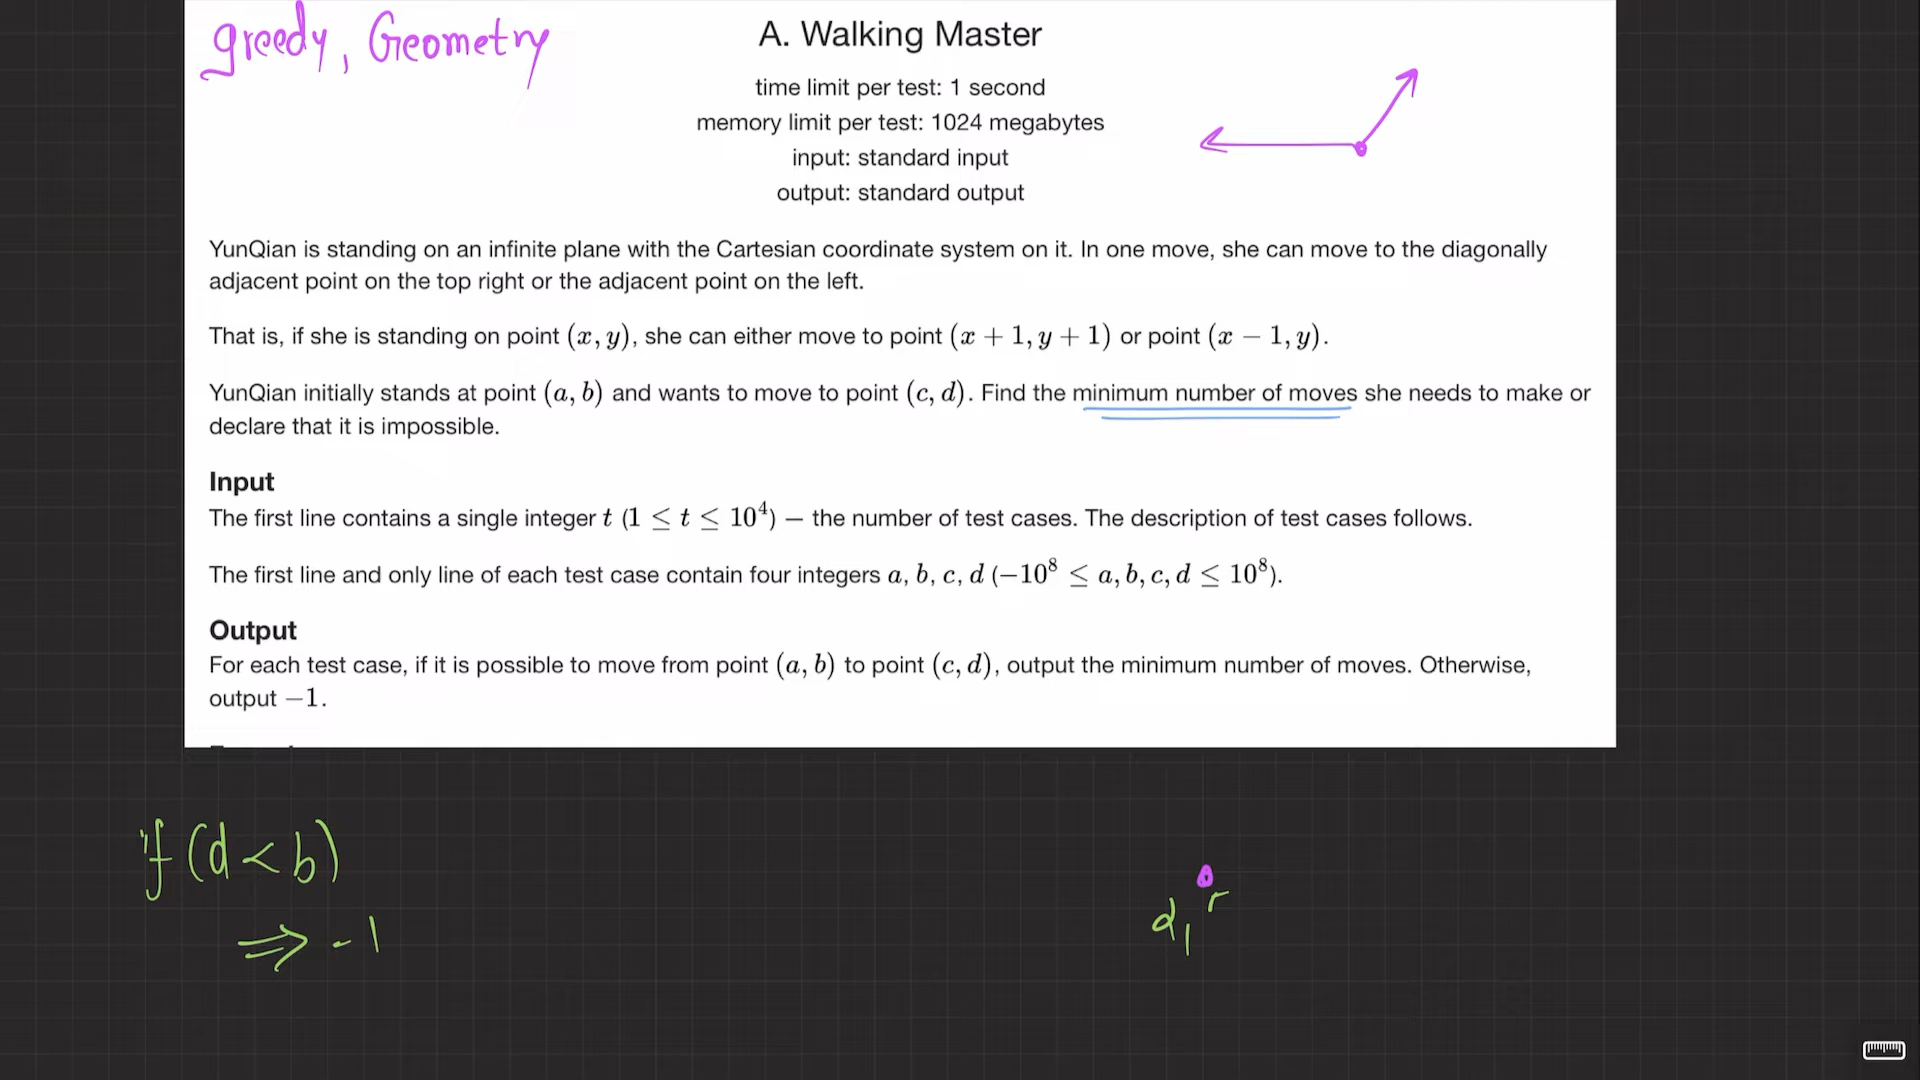 greedy, Geometry
A. Walking Master
time limit per test: 1 second
memory limit per test: 1024 megabytes
input: standard input
output: standard output
YunQian is standing on an infinite plane with the Cartesian coordinate system on it. In one move, she can move to the diagonally
adjacent point on the top right or the adjacent point on the left.
That is, if she is standing on point (x, y), she can either move to point (x + 1, y + 1) or point (x − 1, y).
YunQian initially stands at point (a, b) and wants to move to point (c, d). Find the minimum number of moves she needs to make or
declare that it is impossible.
Input
The first line contains a single integer t (1 ≤ t ≤ 10⁴) — the number of test cases. The description of test cases follows.
The first line and only line of each test case contain four integers a, b, c, d (−10⁸ ≤ a, b, c, d ≤ 10⁸).
Output
For each test case, if it is possible to move from point (a, b) to point (c, d), output the minimum number of moves. Otherwise,
output −1.
if (d < b)
⇒ -1